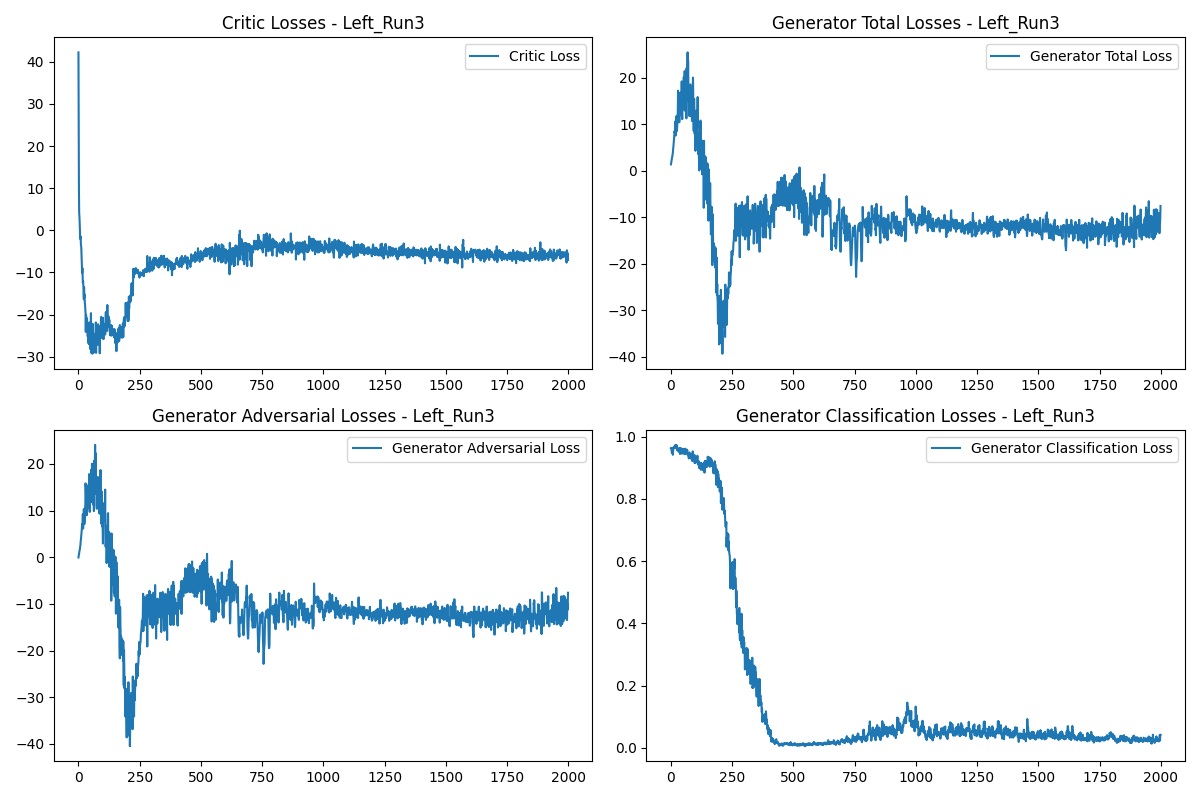 Critic Losses - Left_Run3
Critic Loss
40
30
20
10
0
−10
−20
−30
0 250 500 750 1000 1250 1500 1750 2000
Generator Total Losses - Left_Run3
Generator Total Loss
20
10
0
−10
−20
−30
−40
0 250 500 750 1000 1250 1500 1750 2000
Generator Adversarial Losses - Left_Run3
Generator Adversarial Loss
20
10
0
−10
−20
−30
−40
0 250 500 750 1000 1250 1500 1750 2000
Generator Classification Losses - Left_Run3
Generator Classification Loss
1.0
0.8
0.6
0.4
0.2
0.0
0 250 500 750 1000 1250 1500 1750 2000